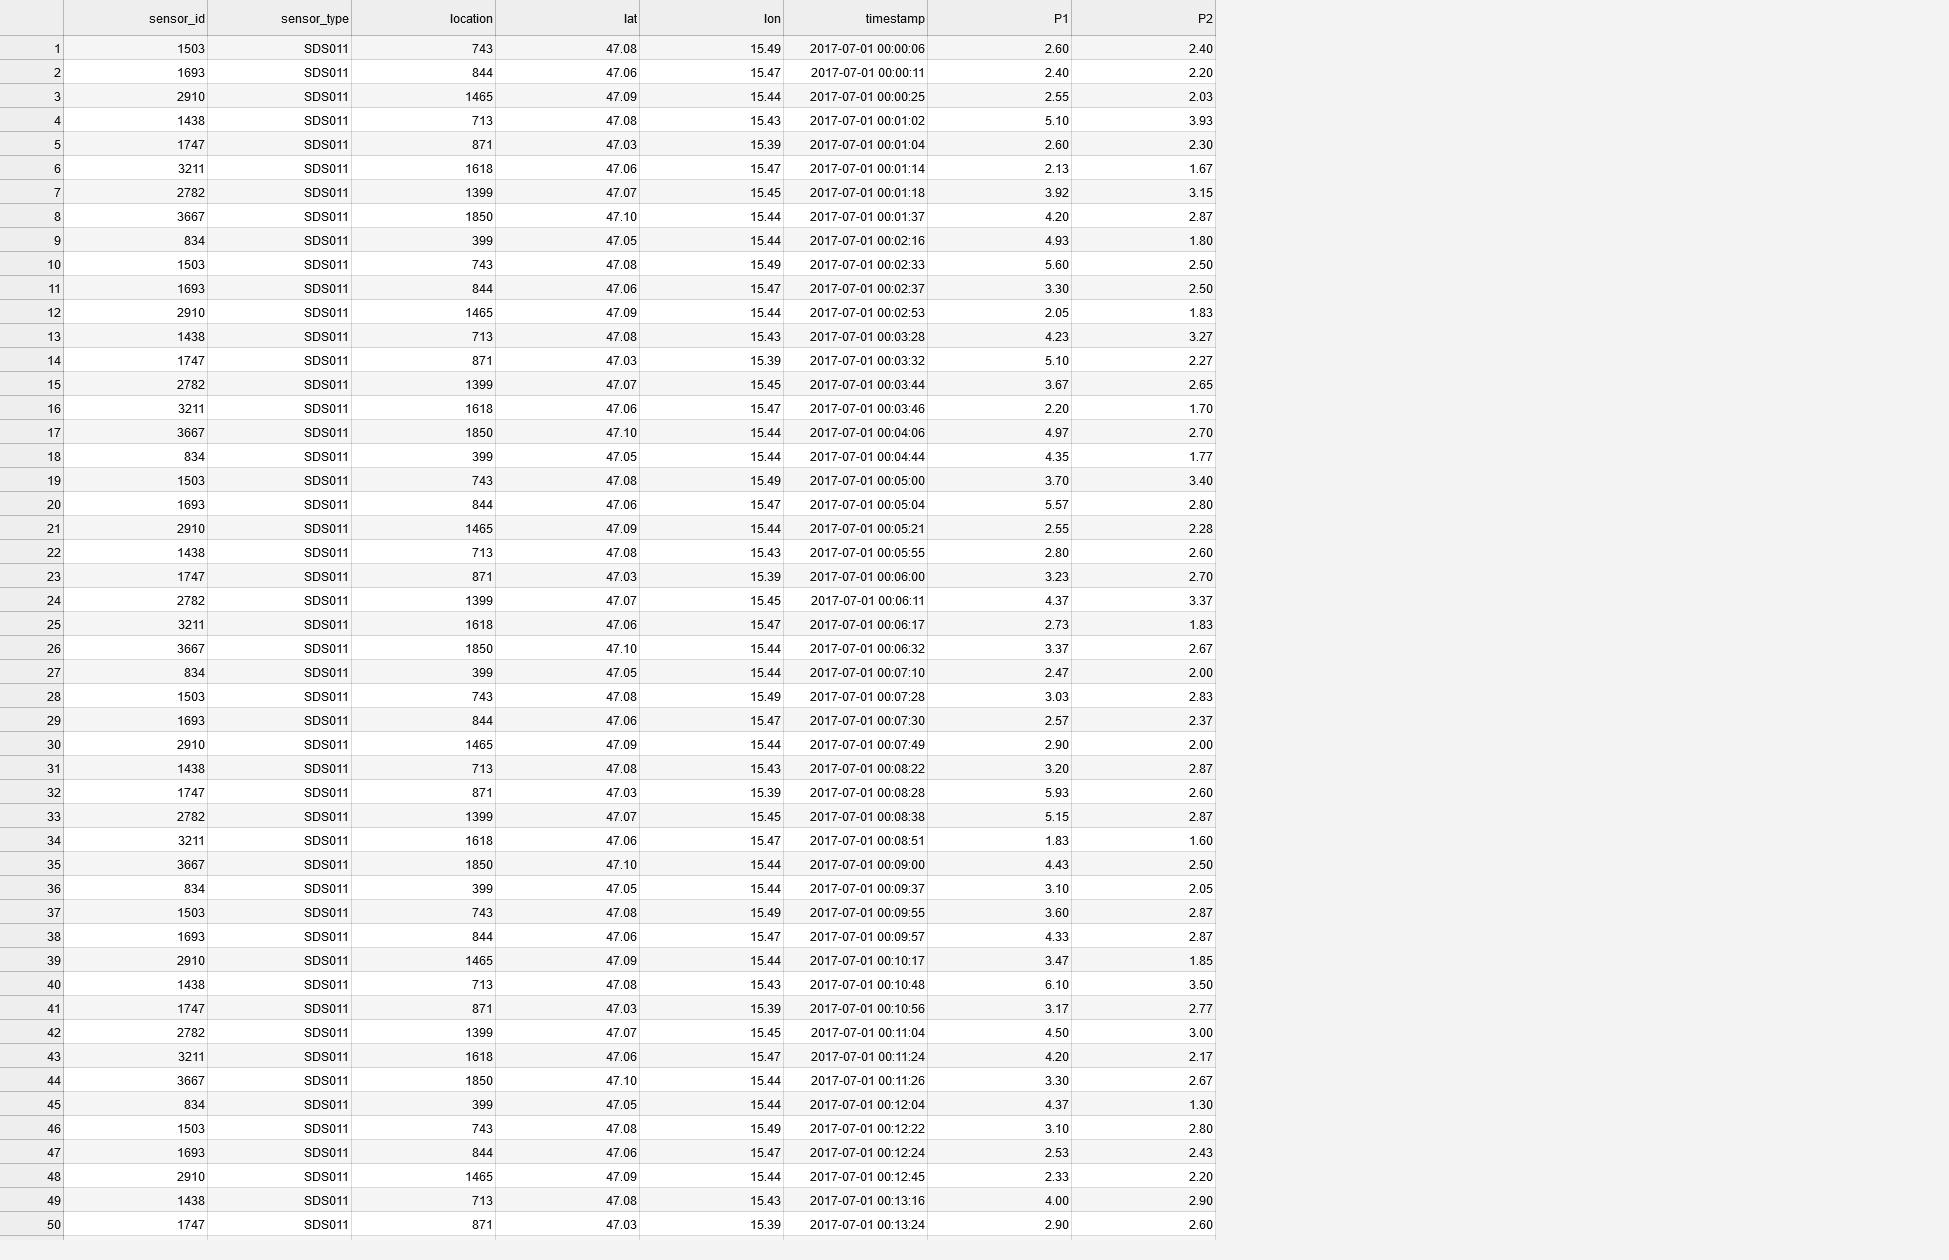 sensor_id sensor_type location lat lon timestamp P1 P2
1 1503 SDS011 743 47.08 15.49 2017-07-01 00:00:06 2.60 2.40
2 1693 SDS011 844 47.06 15.47 2017-07-01 00:00:11 2.40 2.20
3 2910 SDS011 1465 47.09 15.44 2017-07-01 00:00:25 2.55 2.03
4 1438 SDS011 713 47.08 15.43 2017-07-01 00:01:02 5.10 3.93
5 1747 SDS011 871 47.03 15.39 2017-07-01 00:01:04 2.60 2.30
6 3211 SDS011 1618 47.06 15.47 2017-07-01 00:01:14 2.13 1.67
7 2782 SDS011 1399 47.07 15.45 2017-07-01 00:01:18 3.92 3.15
8 3667 SDS011 1850 47.10 15.44 2017-07-01 00:01:37 4.20 2.87
9 834 SDS011 399 47.05 15.44 2017-07-01 00:02:16 4.93 1.80
10 1503 SDS011 743 47.08 15.49 2017-07-01 00:02:33 5.60 2.50
11 1693 SDS011 844 47.06 15.47 2017-07-01 00:02:37 3.30 2.50
12 2910 SDS011 1465 47.09 15.44 2017-07-01 00:02:53 2.05 1.83
13 1438 SDS011 713 47.08 15.43 2017-07-01 00:03:28 4.23 3.27
14 1747 SDS011 871 47.03 15.39 2017-07-01 00:03:32 5.10 2.27
15 2782 SDS011 1399 47.07 15.45 2017-07-01 00:03:44 3.67 2.65
16 3211 SDS011 1618 47.06 15.47 2017-07-01 00:03:46 2.20 1.70
17 3667 SDS011 1850 47.10 15.44 2017-07-01 00:04:06 4.97 2.70
18 834 SDS011 399 47.05 15.44 2017-07-01 00:04:44 4.35 1.77
19 1503 SDS011 743 47.08 15.49 2017-07-01 00:05:00 3.70 3.40
20 1693 SDS011 844 47.06 15.47 2017-07-01 00:05:04 5.57 2.80
21 2910 SDS011 1465 47.09 15.44 2017-07-01 00:05:21 2.55 2.28
22 1438 SDS011 713 47.08 15.43 2017-07-01 00:05:55 2.80 2.60
23 1747 SDS011 871 47.03 15.39 2017-07-01 00:06:00 3.23 2.70
24 2782 SDS011 1399 47.07 15.45 2017-07-01 00:06:11 4.37 3.37
25 3211 SDS011 1618 47.06 15.47 2017-07-01 00:06:17 2.73 1.83
26 3667 SDS011 1850 47.10 15.44 2017-07-01 00:06:32 3.37 2.67
27 834 SDS011 399 47.05 15.44 2017-07-01 00:07:10 2.47 2.00
28 1503 SDS011 743 47.08 15.49 2017-07-01 00:07:28 3.03 2.83
29 1693 SDS011 844 47.06 15.47 2017-07-01 00:07:30 2.57 2.37
30 2910 SDS011 1465 47.09 15.44 2017-07-01 00:07:49 2.90 2.00
31 1438 SDS011 713 47.08 15.43 2017-07-01 00:08:22 3.20 2.87
32 1747 SDS011 871 47.03 15.39 2017-07-01 00:08:28 5.93 2.60
33 2782 SDS011 1399 47.07 15.45 2017-07-01 00:08:38 5.15 2.87
34 3211 SDS011 1618 47.06 15.47 2017-07-01 00:08:51 1.83 1.60
35 3667 SDS011 1850 47.10 15.44 2017-07-01 00:09:00 4.43 2.50
36 834 SDS011 399 47.05 15.44 2017-07-01 00:09:37 3.10 2.05
37 1503 SDS011 743 47.08 15.49 2017-07-01 00:09:55 3.60 2.87
38 1693 SDS011 844 47.06 15.47 2017-07-01 00:09:57 4.33 2.87
39 2910 SDS011 1465 47.09 15.44 2017-07-01 00:10:17 3.47 1.85
40 1438 SDS011 713 47.08 15.43 2017-07-01 00:10:48 6.10 3.50
41 1747 SDS011 871 47.03 15.39 2017-07-01 00:10:56 3.17 2.77
42 2782 SDS011 1399 47.07 15.45 2017-07-01 00:11:04 4.50 3.00
43 3211 SDS011 1618 47.06 15.47 2017-07-01 00:11:24 4.20 2.17
44 3667 SDS011 1850 47.10 15.44 2017-07-01 00:11:26 3.30 2.67
45 834 SDS011 399 47.05 15.44 2017-07-01 00:12:04 4.37 1.30
46 1503 SDS011 743 47.08 15.49 2017-07-01 00:12:22 3.10 2.80
47 1693 SDS011 844 47.06 15.47 2017-07-01 00:12:24 2.53 2.43
48 2910 SDS011 1465 47.09 15.44 2017-07-01 00:12:45 2.33 2.20
49 1438 SDS011 713 47.08 15.43 2017-07-01 00:13:16 4.00 2.90
50 1747 SDS011 871 47.03 15.39 2017-07-01 00:13:24 2.90 2.60